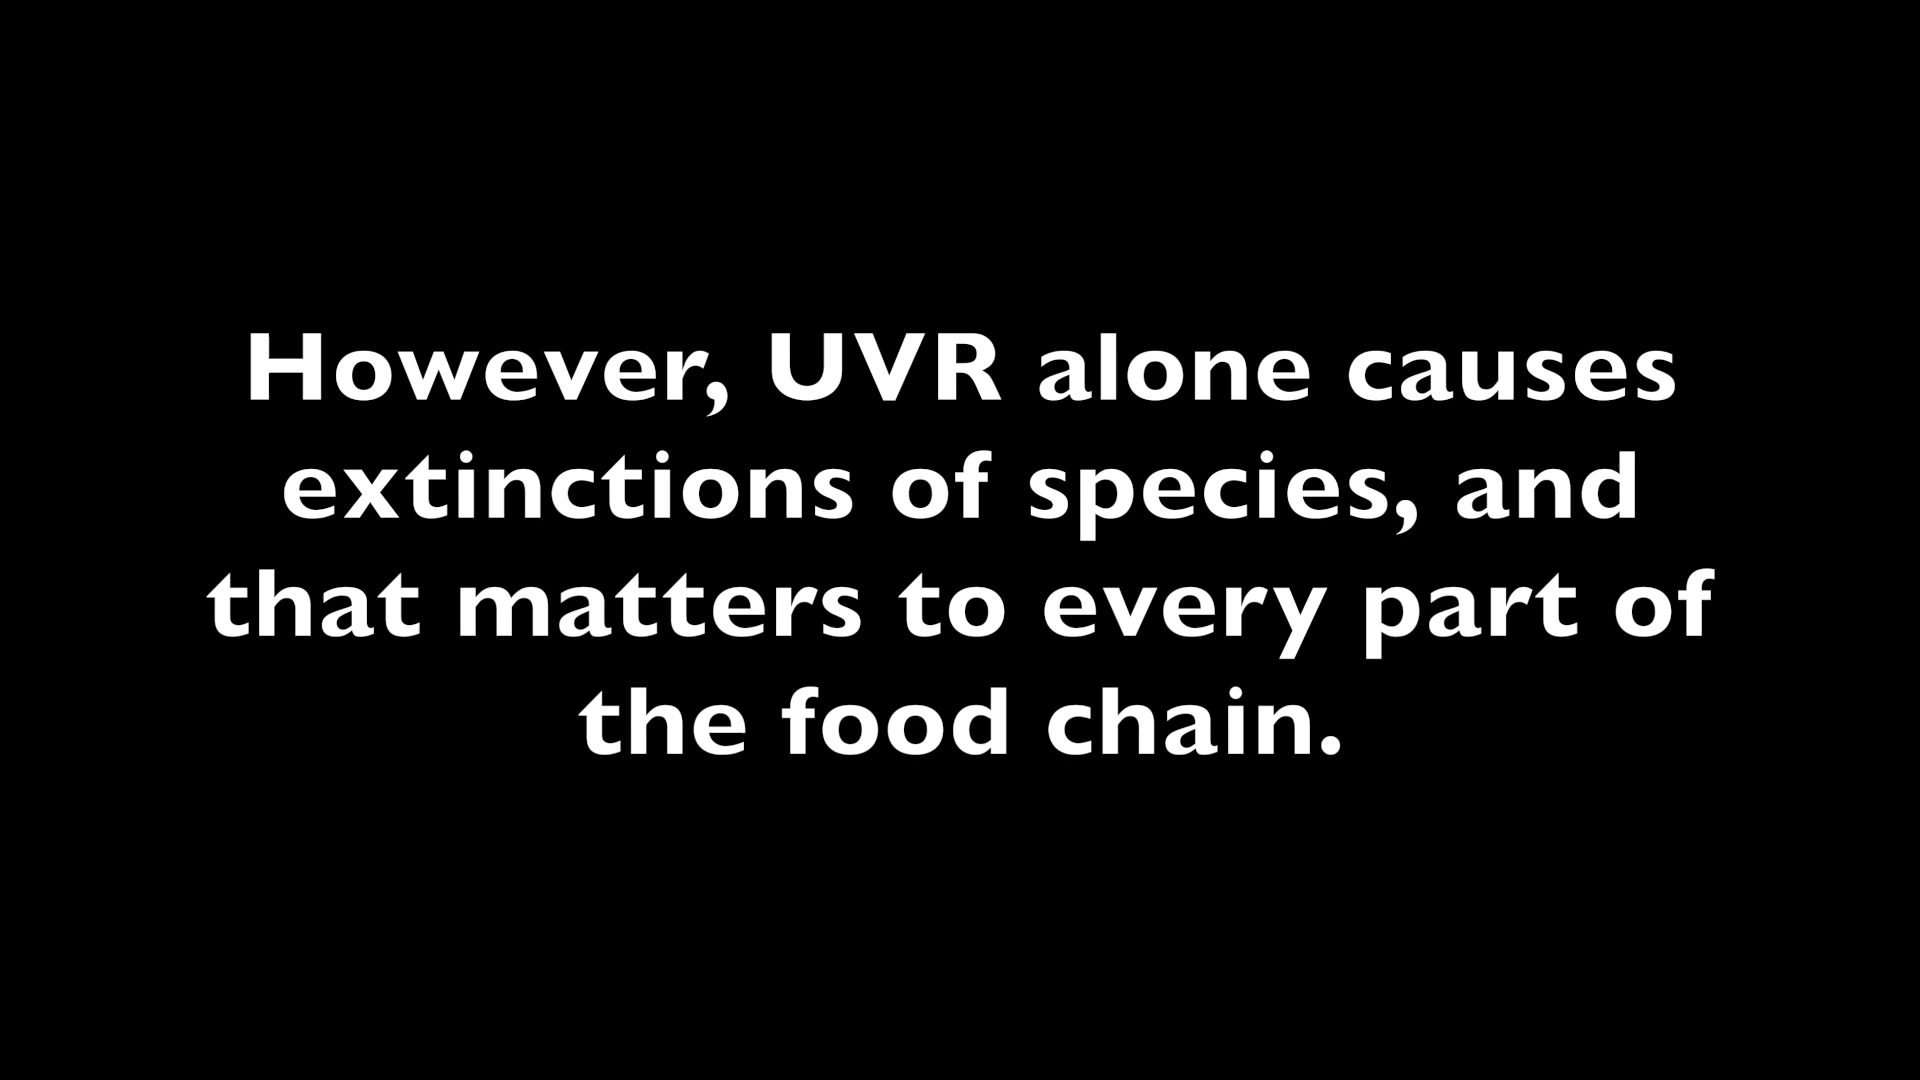 However, UVR alone causes
extinctions of species, and
that matters to every part of
the food chain.